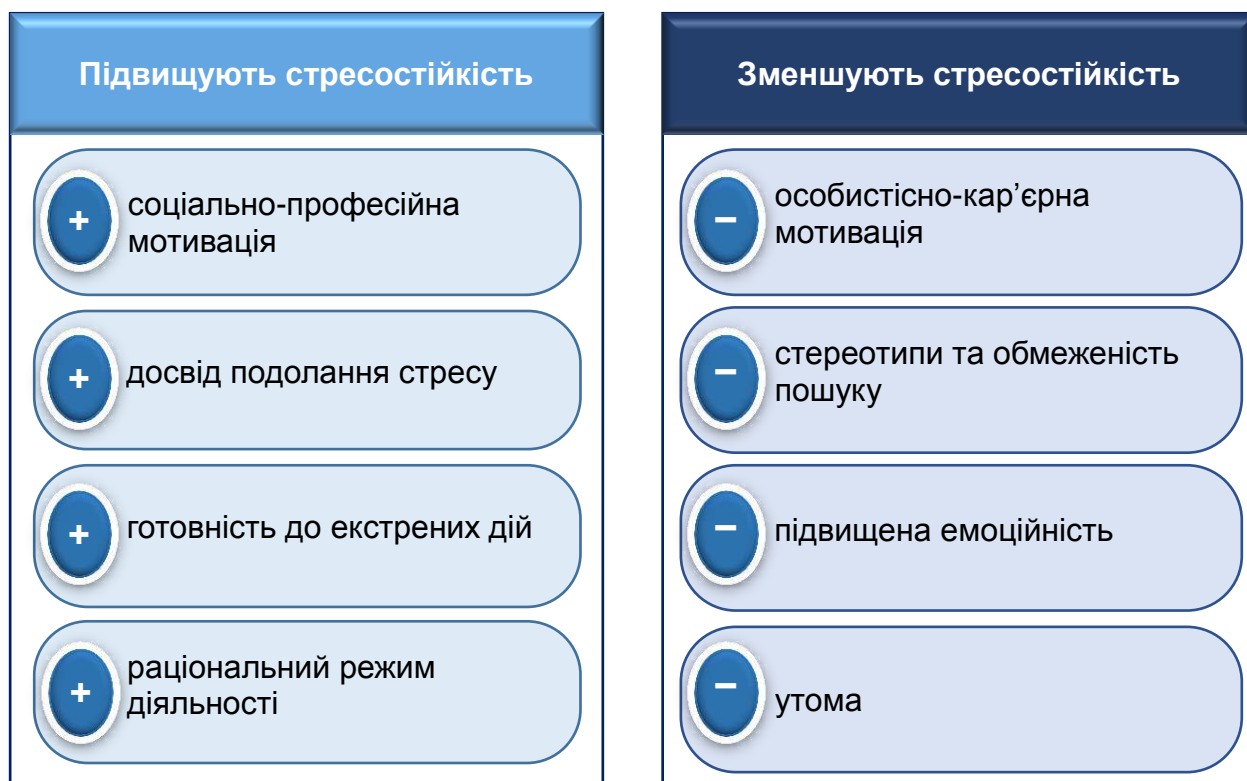 Підвищують стресостійкість
+
соціально-професійна
мотивація
+
досвід подолання стресу
+
готовність до екстрених дій
+
раціональний режим
діяльності
Зменшують стресостійкість
−
особистісно-кар’єрна
мотивація
−
стереотипи та обмеженість
пошуку
−
підвищена емоційність
−
утома